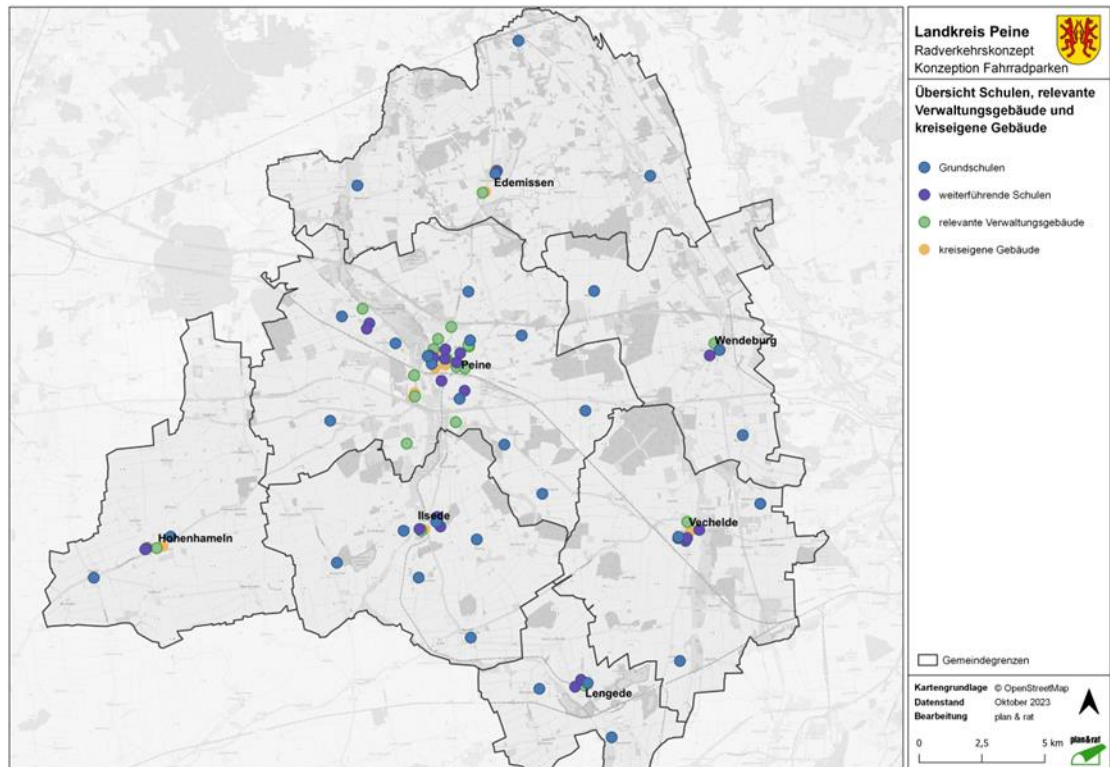 Edemissen
Wendeburg
Peine
Hohenhameln
Ilsede
Vechelde
Lengede
Landkreis Peine
Radverkehrskonzept
Konzeption Fahrradparken
Übersicht Schulen, relevante
Verwaltungsgebäude und
kreiseigene Gebäude
Grundschulen
weiterführende Schulen
relevante Verwaltungsgebäude
kreiseigene Gebäude
Gemeindegrenzen
Kartengrundlage © OpenStreetMap
Datenstand Oktober 2023
Bearbeitung plan & rat
0 2,5 5 km
plan&rat